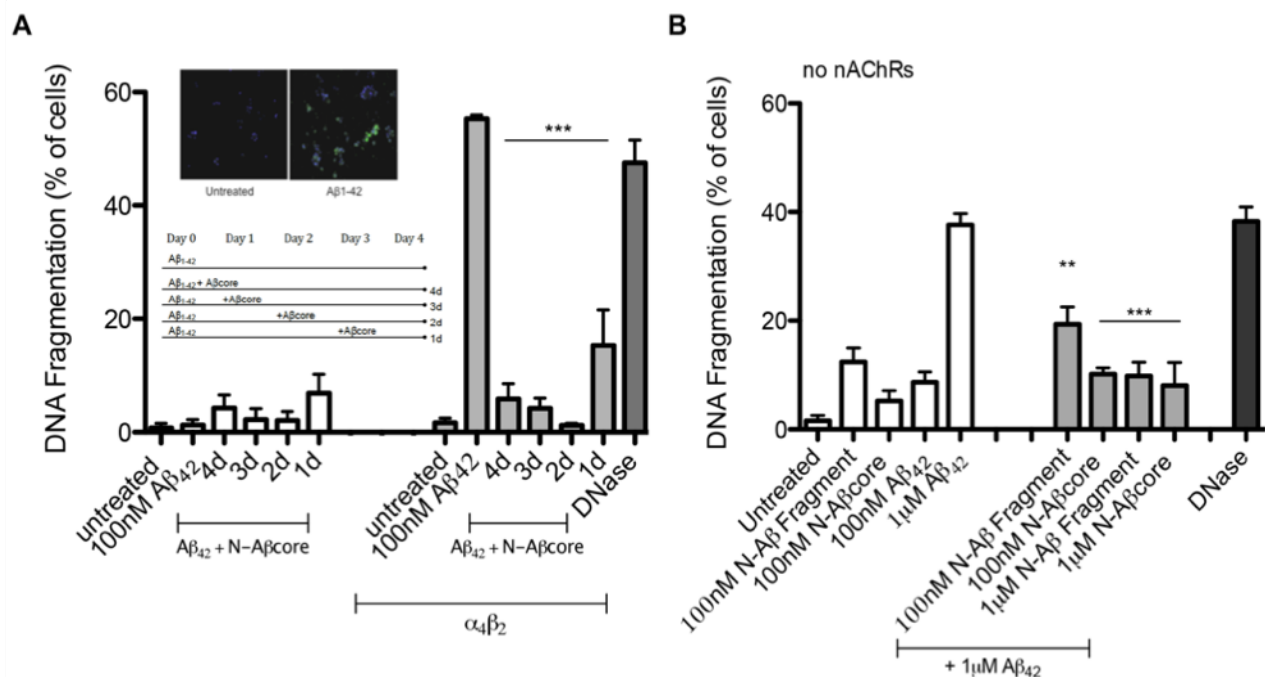 A
DNA Fragmentation (% of cells)
60
40
20
0
Untreated
Aβ1-42
***
Day 0 Day 1 Day 2 Day 3 Day 4
Aβ1-42
Aβ1-42 + Aβcore 4d
Aβ1-42 +Aβcore 3d
Aβ1-42 +Aβcore 2d
Aβ1-42 +Aβcore 1d
untreated
100nM Aβ42
4d
3d
2d
1d
Aβ42 + N-Aβcore
untreated
100nM Aβ42
4d
3d
2d
1d
DNase
Aβ42 + N-Aβcore
α4β2
B
no nAChRs
DNA Fragmentation (% of cells)
60
40
20
0
**
***
Untreated
100nM N-Aβ Fragment
100nM N-Aβcore
100nM Aβ42
1μM Aβ42
100nM N-Aβ Fragment
100nM N-Aβcore
1μM N-Aβ Fragment
1μM N-Aβcore
DNase
+ 1μM Aβ42